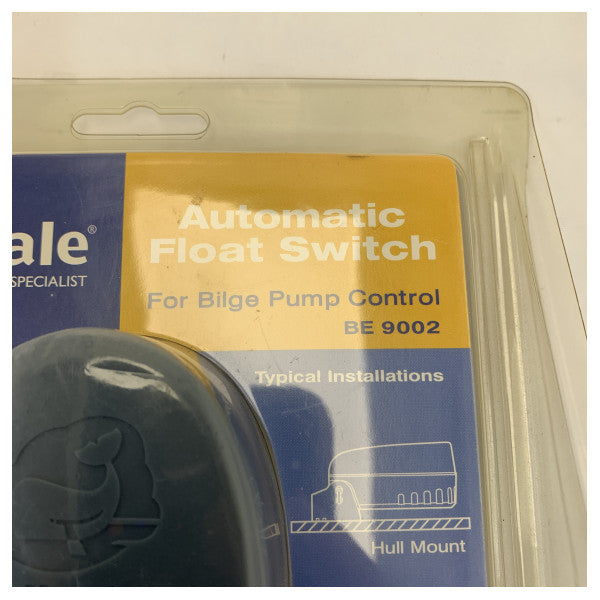 ale®
SPECIALIST
Automatic
Float Switch
For Bilge Pump Control
BE 9002
Typical Installations
Hull Mount